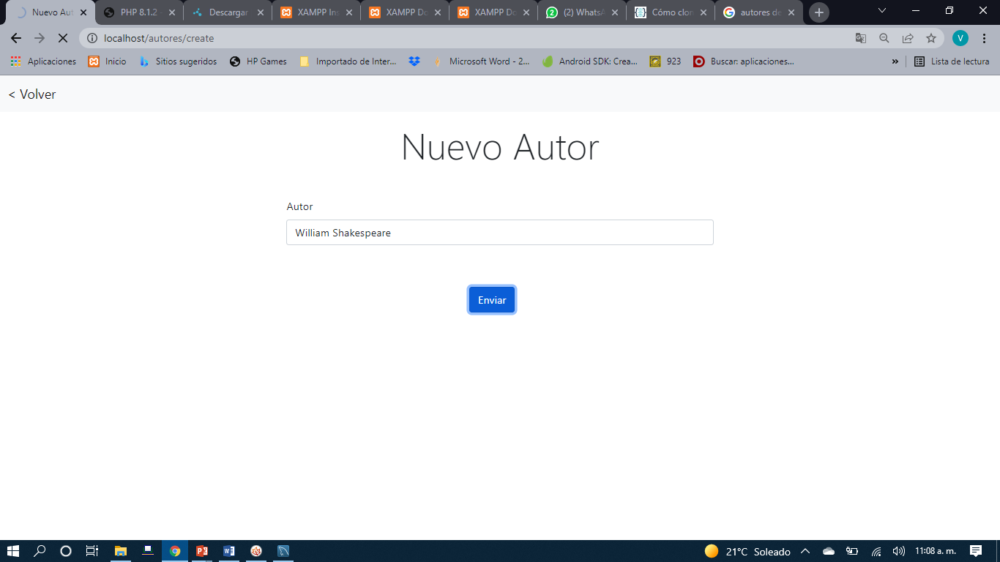 Nuevo Aut
PHP 8.1.2 -
Descargar
XAMPP Ins
XAMPP Do
XAMPP Do
(2) WhatsA
Cómo clon
autores de
localhost/autores/create
V
Aplicaciones
Inicio
Sitios sugeridos
HP Games
Importado de Inter...
Microsoft Word - 2...
Android SDK: Crea...
923
Buscar: aplicaciones...
»
Lista de lectura
< Volver
Nuevo Autor
Autor
William Shakespeare
Enviar
21°C Soleado
11:08 a. m.